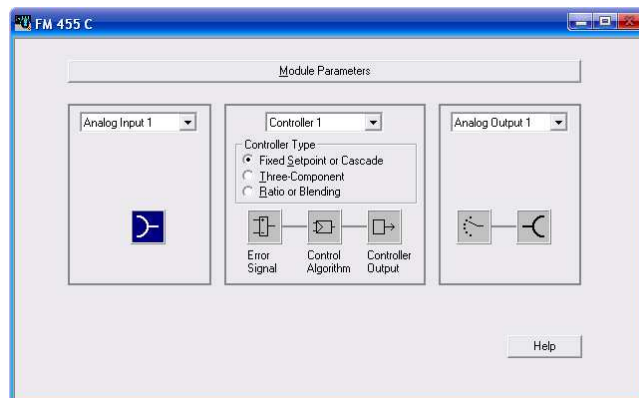 FM 455 C
Module Parameters
Analog Input 1
Controller 1
Controller Type
Fixed Setpoint or Cascade
Three-Component
Ratio or Blending
Error Signal
Control Algorithm
Controller Output
Analog Output 1
Help